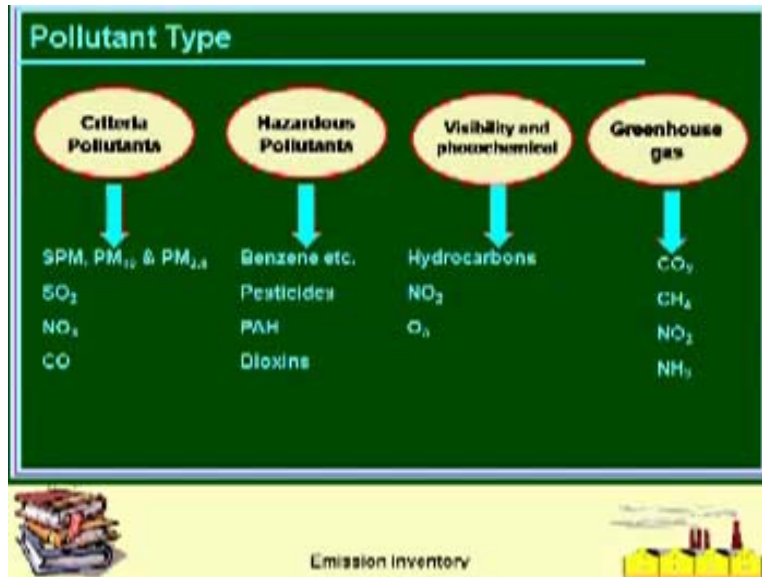 Pollutant Type
Criteria
Pollutants
Hazardous
Pollutants
Visibility and
photochemical
Greenhouse
gas
SPM, PM₁₀ & PM₂.₅
SO₂
NOₓ
CO
Benzene etc.
Pesticides
PAH
Dioxins
Hydrocarbons
NO₂
O₃
CO₂
CH₄
NO₂
NH₃
Emission Inventory